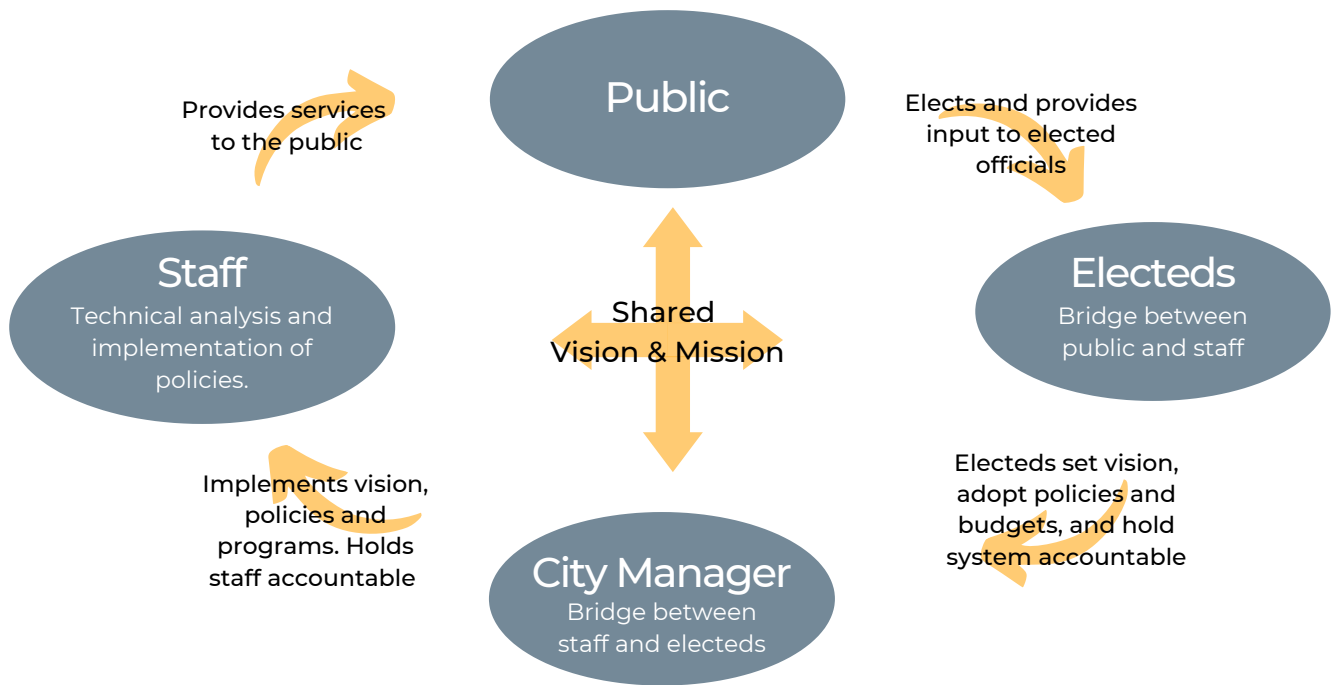 Public
Provides services
to the public
Elects and provides
input to elected
officials
Staff
Technical analysis and
implementation of
policies.
Electeds
Bridge between
public and staff
Shared
Vision & Mission
Implements vision,
policies and
programs. Holds
staff accountable
Electeds set vision,
adopt policies and
budgets, and hold
system accountable
City Manager
Bridge between
staff and electeds